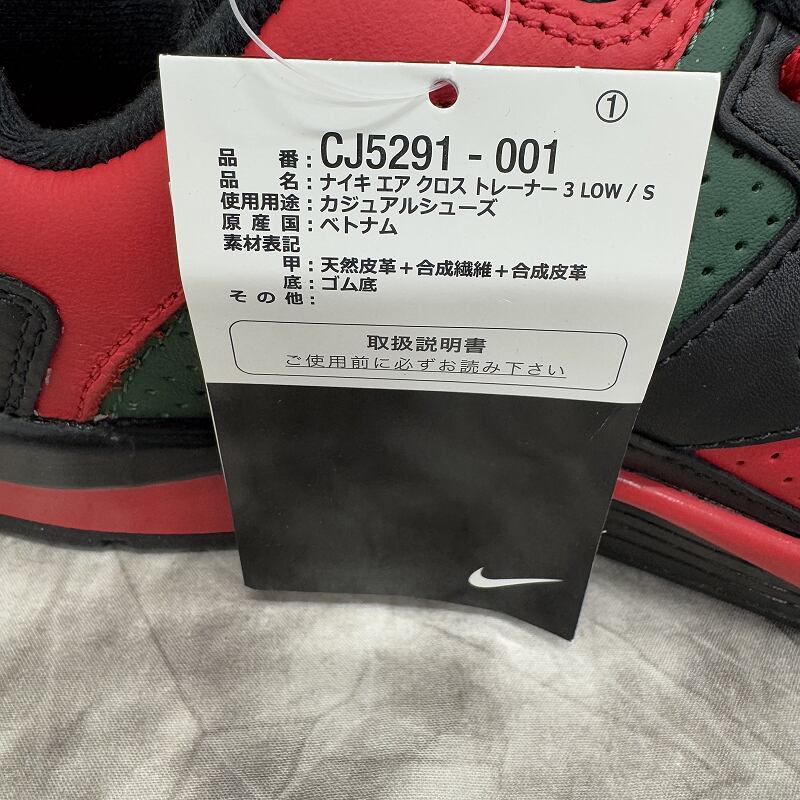 ①
品番：CJ5291 - 001
品名：ナイキ エア クロス トレーナー 3 LOW / S
使用用途：カジュアルシューズ
原産国：ベトナム
素材表記
甲：天然皮革＋合成繊維＋合成皮革
底：ゴム底
その他：
取扱説明書
ご使用前に必ずお読み下さい